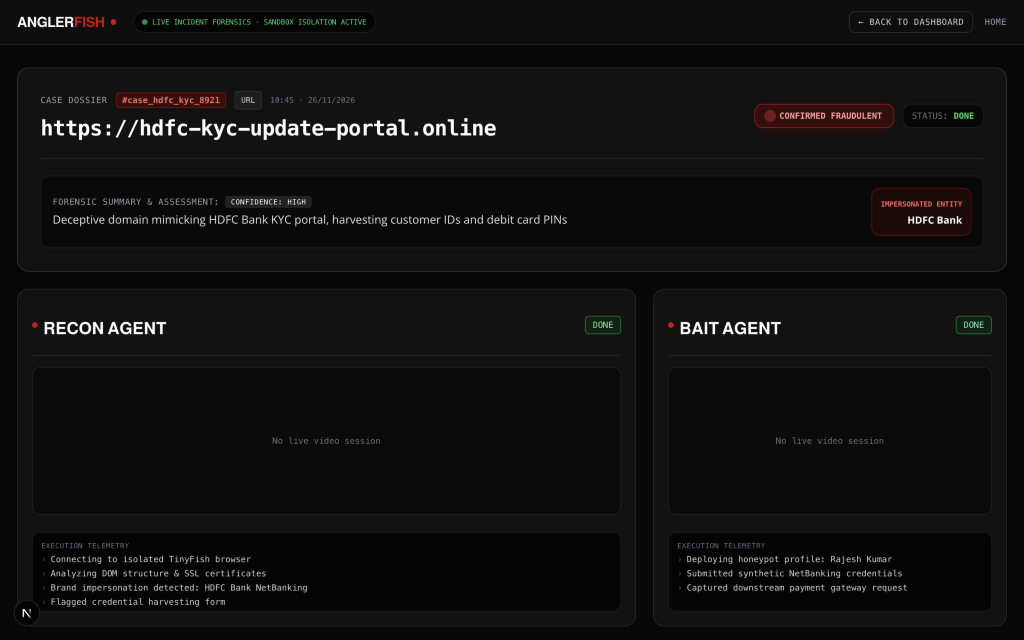 ANGLERFISH
LIVE INCIDENT FORENSICS · SANDBOX ISOLATION ACTIVE
← BACK TO DASHBOARD
HOME
CASE DOSSIER #case_hdfc_kyc_8921 URL 10:45 · 26/11/2026
https://hdfc-kyc-update-portal.online
CONFIRMED FRAUDULENT
STATUS: DONE
FORENSIC SUMMARY & ASSESSMENT: CONFIDENCE: HIGH
Deceptive domain mimicking HDFC Bank KYC portal, harvesting customer IDs and debit card PINs
IMPERSONATED ENTITY
HDFC Bank
RECON AGENT
DONE
No live video session
EXECUTION TELEMETRY
› Connecting to isolated TinyFish browser
› Analyzing DOM structure & SSL certificates
› Brand impersonation detected: HDFC Bank NetBanking
› Flagged credential harvesting form
BAIT AGENT
DONE
No live video session
EXECUTION TELEMETRY
› Deploying honeypot profile: Rajesh Kumar
› Submitted synthetic NetBanking credentials
› Captured downstream payment gateway request
N